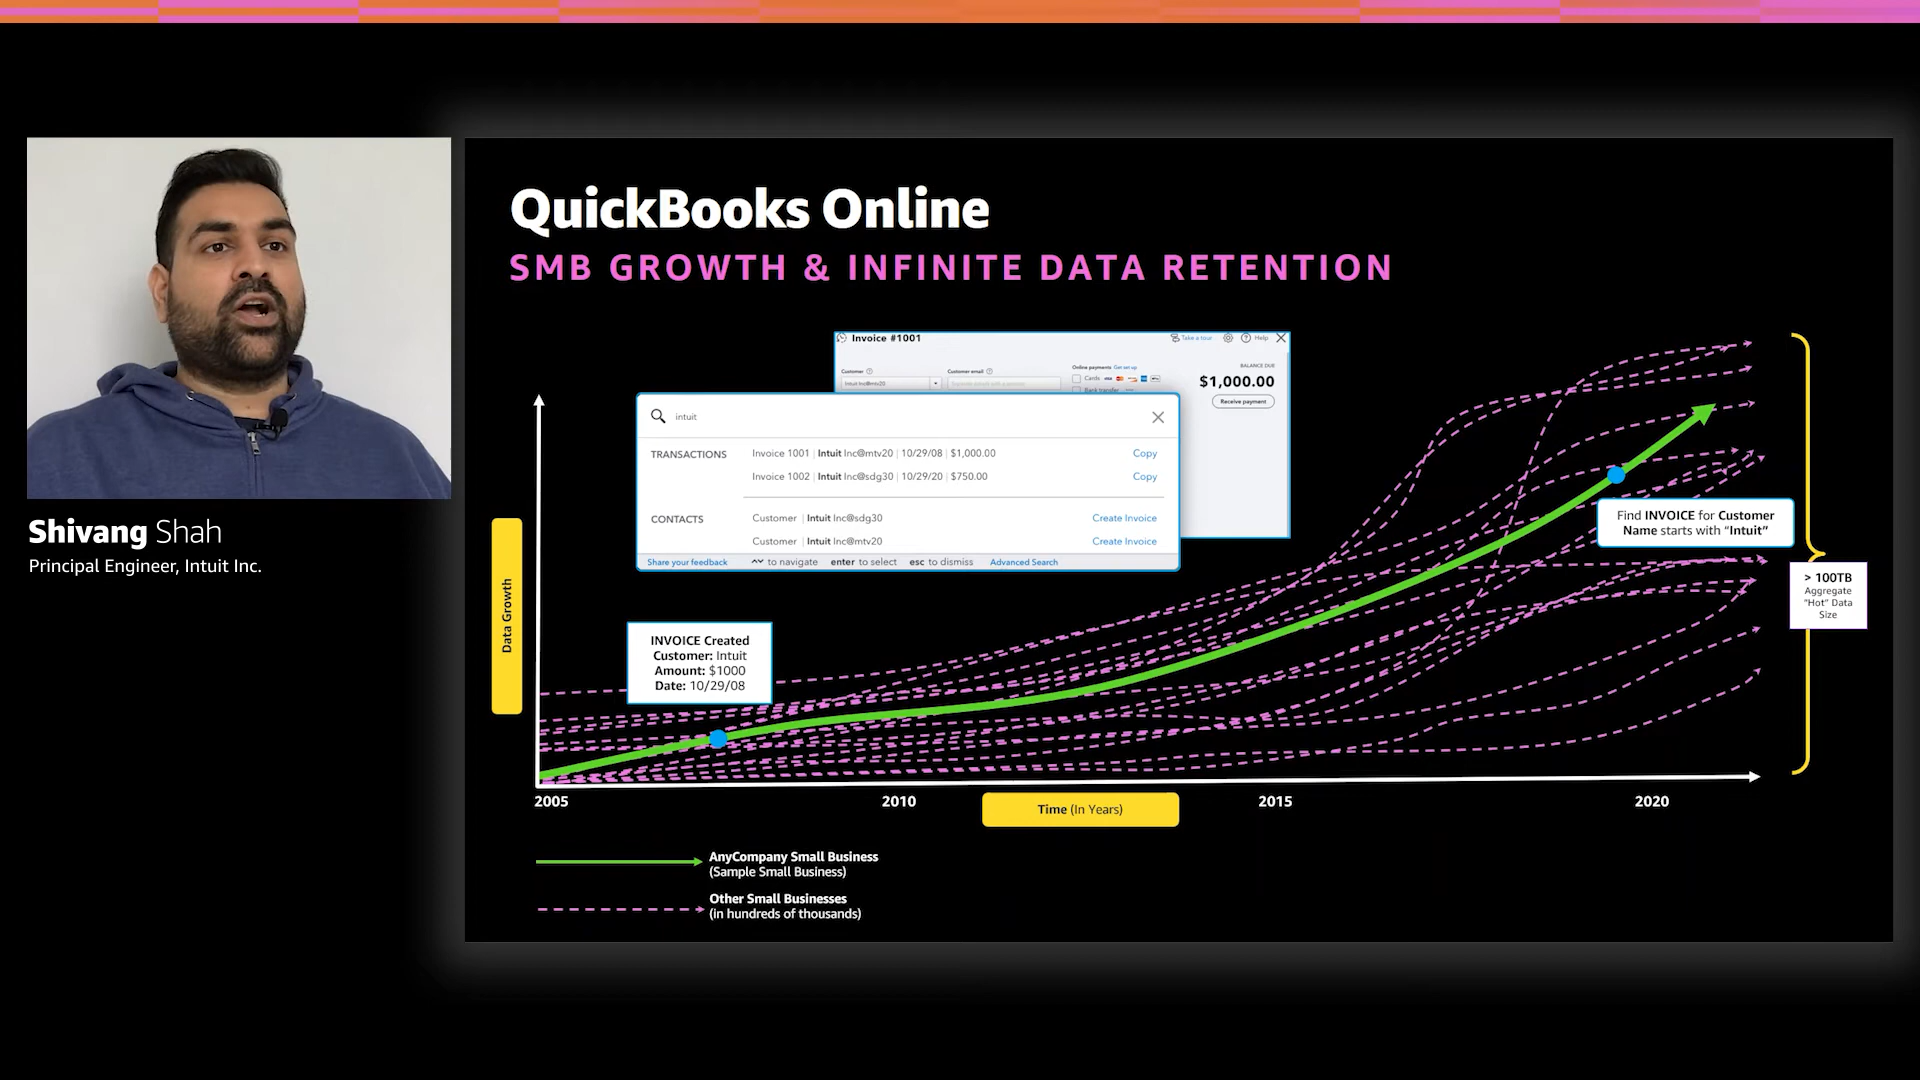 QuickBooks Online
SMB GROWTH & INFINITE DATA RETENTION
Shivang Shah
Principal Engineer, Intuit Inc.
Invoice #1001
Take a tour
Help
Customer
Customer email
Online payments Get set up
BALANCE DUE
Intuit Inc@mtv20
Cards
$1,000.00
Bank transfer
Receive payment
intuit
TRANSACTIONS
Invoice 1001 | Intuit Inc@mtv20 | 10/29/08 | $1,000.00
Copy
Invoice 1002 | Intuit Inc@sdg30 | 10/29/20 | $750.00
Copy
CONTACTS
Customer | Intuit Inc@sdg30
Create Invoice
Customer | Intuit Inc@mtv20
Create Invoice
Share your feedback
to navigate
enter to select
esc to dismiss
Advanced Search
Find INVOICE for Customer
Name starts with “Intuit”
> 100TB
Aggregate
"Hot" Data
Size
Data Growth
INVOICE Created
Customer: Intuit
Amount: $1000
Date: 10/29/08
2005
2010
2015
2020
Time (In Years)
AnyCompany Small Business
(Sample Small Business)
Other Small Businesses
(in hundreds of thousands)